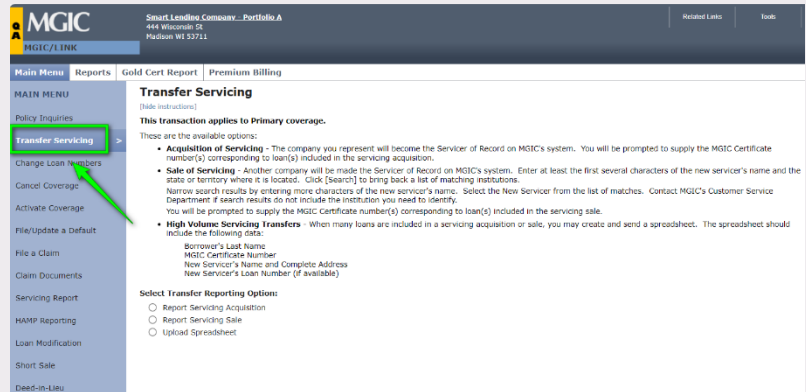 QA MGIC
MGIC/LINK
Smart Lending Company Portfolio A
444 Wisconsin St
Madison WI 53711
Related Links Tools
Main Menu Reports Gold Cert Report Premium Billing
MAIN MENU
Policy Inquiries
Transfer Servicing >
Change Loan Numbers
Cancel Coverage
Activate Coverage
File/Update a Default
File a Claim
Claim Documents
Servicing Report
HAMP Reporting
Loan Modification
Short Sale
Deed-in-Lieu
Transfer Servicing
[hide instructions]
This transaction applies to Primary coverage.
These are the available options:
• Acquisition of Servicing - The company you represent will become the Servicer of Record on MGIC's system. You will be prompted to supply the MGIC Certificate
number(s) corresponding to loan(s) included in the servicing acquisition.
• Sale of Servicing - Another company will be made the Servicer of Record on MGIC's system. Enter at least the first several characters of the new servicer's name and the
state or territory where it is located. Click [Search] to bring back a list of matching institutions.
Narrow search results by entering more characters of the new servicer's name. Select the New Servicer from the list of matches. Contact MGIC's Customer Service
Department if search results do not include the institution you need to identify.
You will be prompted to supply the MGIC Certificate number(s) corresponding to loan(s) included in the servicing sale.
• High Volume Servicing Transfers - When many loans are included in a servicing acquisition or sale, you may create and send a spreadsheet. The spreadsheet should
include the following data:
Borrower's Last Name
MGIC Certificate Number
New Servicer's Name and Complete Address
New Servicer's Loan Number (if available)
Select Transfer Reporting Option:
Report Servicing Acquisition
Report Servicing Sale
Upload Spreadsheet